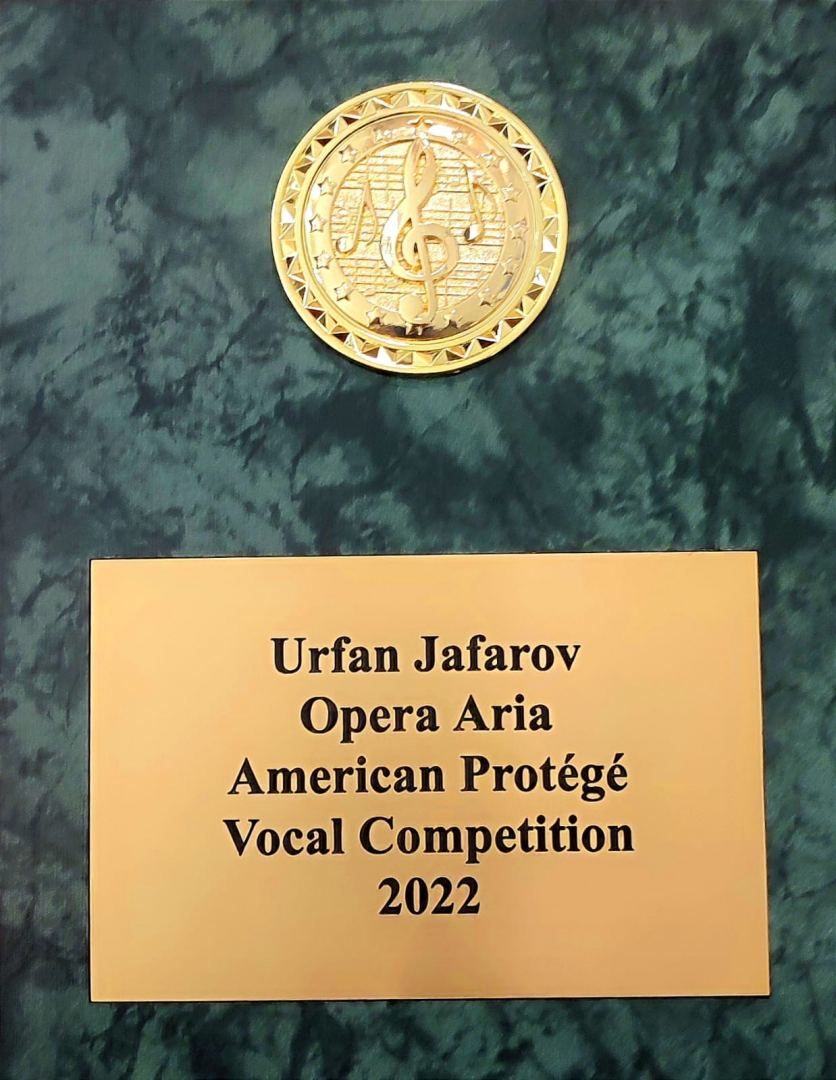 Urfan Jafarov
Opera Aria
American Protégé
Vocal Competition
2022